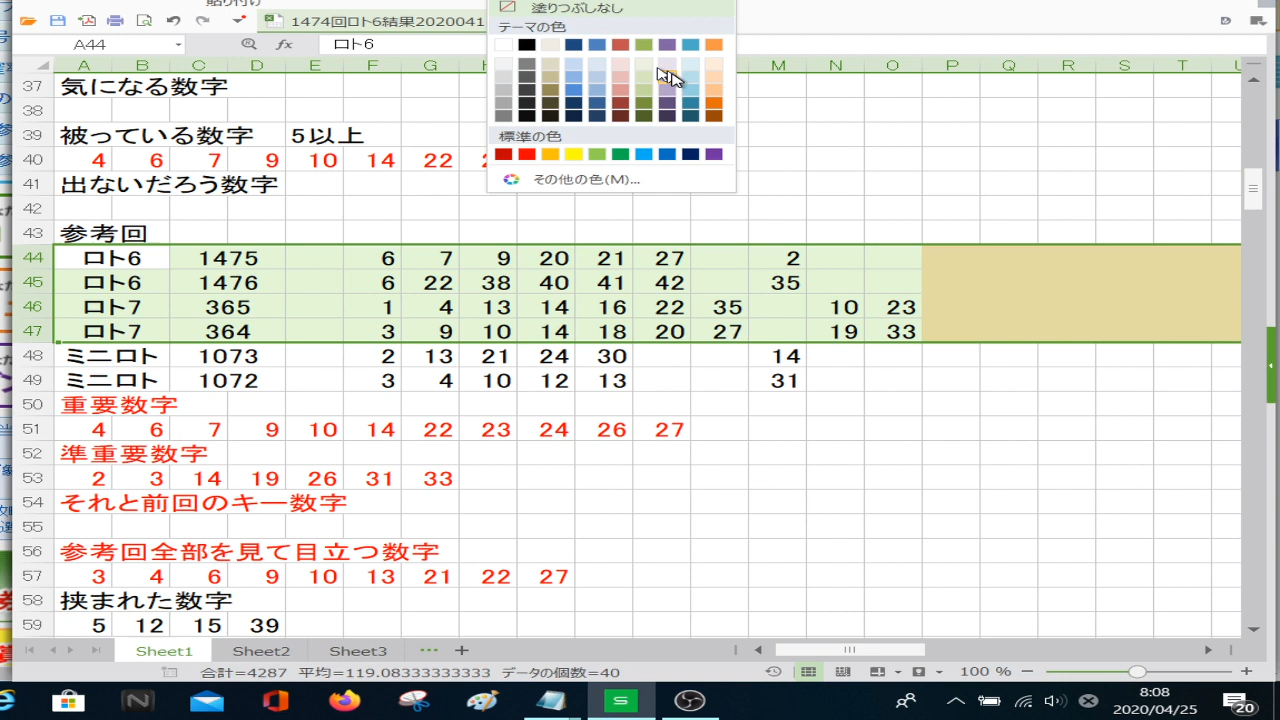 1474回ロト6結果20200041
塗りつぶしなし
テーマの色
A44 fx ロト6
標準の色
その他の色(M)...
A B C D E F G M N O P Q R S T U
37 気になる数字
38
39 被っている数字 5以上
40 4 6 7 9 10 14 22
41 出ないだろう数字
42
43 参考回
44 ロト6 1475 6 7 9 20 21 27 2
45 ロト6 1476 6 22 38 40 41 42 35
46 ロト7 365 1 4 13 14 16 22 35 10 23
47 ロト7 364 3 9 10 14 18 20 27 19 33
48 ミニロト 1073 2 13 21 24 30 14
49 ミニロト 1072 3 4 10 12 13 31
50 重要数字
51 4 6 7 9 10 14 22 23 24 26 27
52 準重要数字
53 2 3 14 19 26 31 33
54 それと前回のキー数字
55
56 参考回全部を見て目立つ数字
57 3 4 6 9 10 13 21 22 27
58 挟まれた数字
59 5 12 15 39
Sheet1 Sheet2 Sheet3 ••• +
合計=4287 平均=119.08333333333 データの個数=40 100 %
8:08
2020/04/25
20